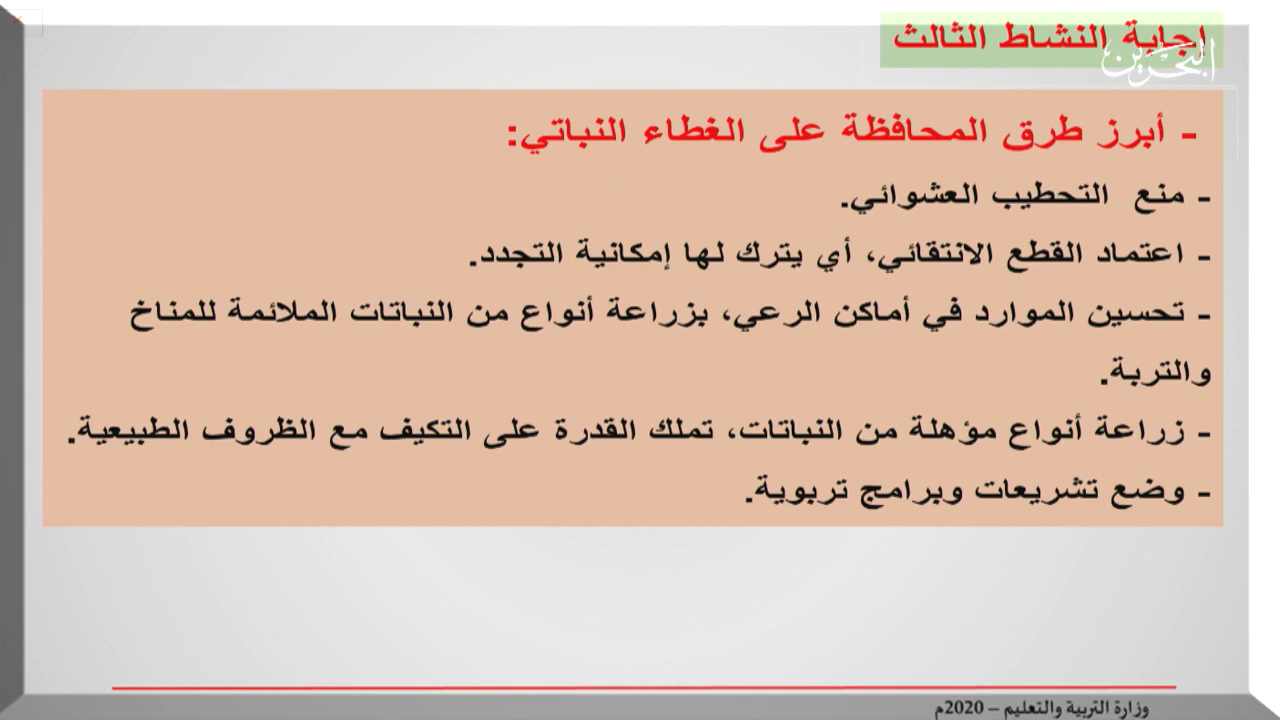 إجابة النشاط الثالث
البحرين
- أبرز طرق المحافظة على الغطاء النباتي:
- منع التحطيب العشوائي.
- اعتماد القطع الانتقائي، أي يترك لها إمكانية التجدد.
- تحسين الموارد في أماكن الرعي، بزراعة أنواع من النباتات الملائمة للمناخ
والتربة.
- زراعة أنواع مؤهلة من النباتات، تملك القدرة على التكيف مع الظروف الطبيعية.
- وضع تشريعات وبرامج تربوية.
وزارة التربية والتعليم – 2020م